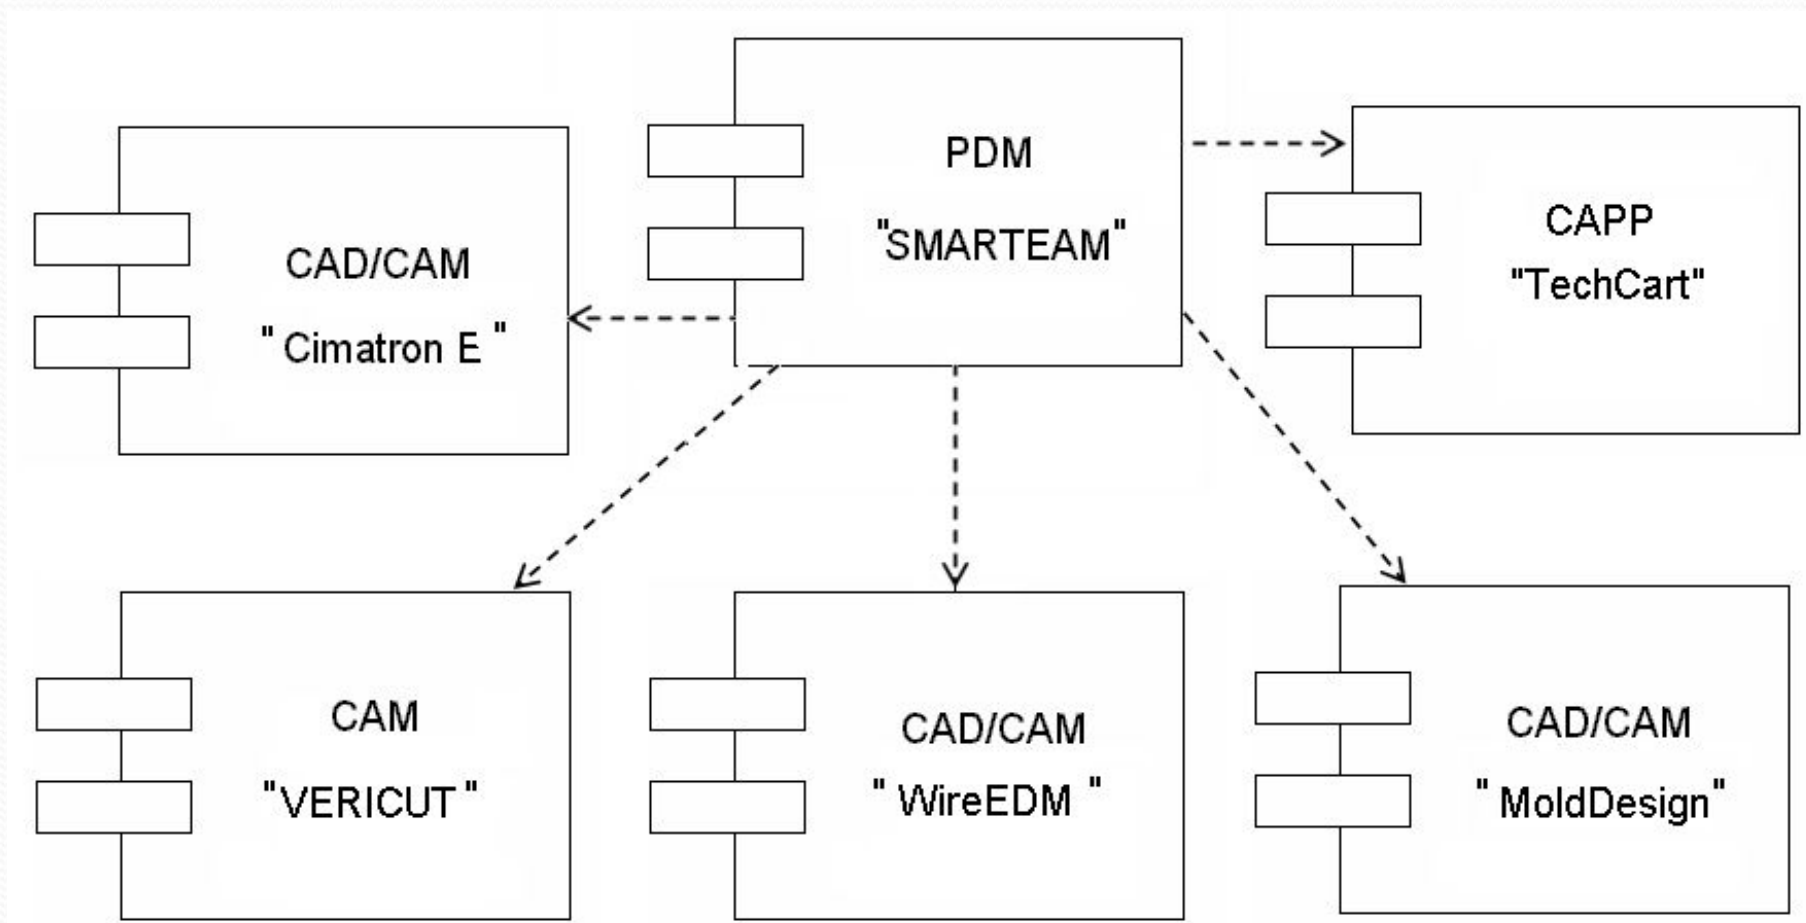 PDM
"SMARTEAM"
CAPP
"TechCart"
CAD/CAM
"Cimatron E"
CAM
"VERICUT"
CAD/CAM
"WireEDM"
CAD/CAM
"MoldDesign"